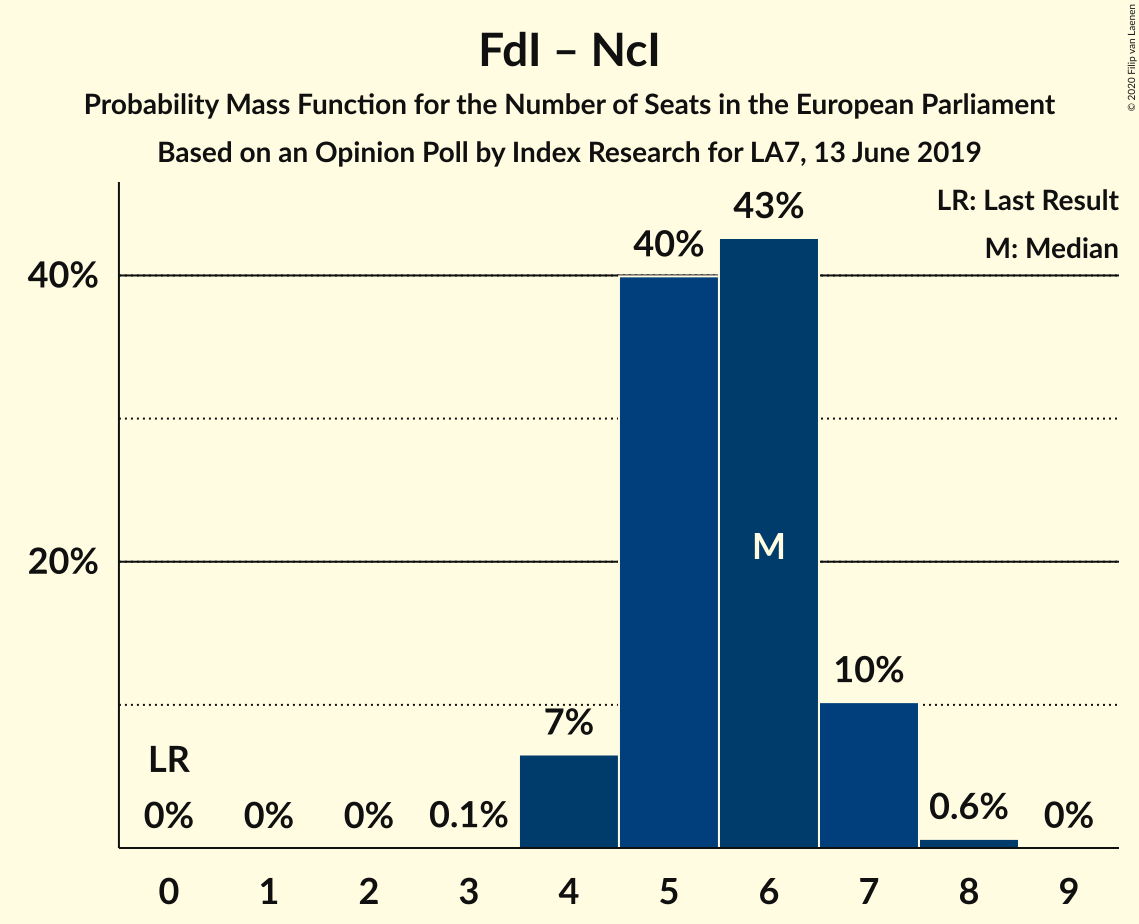 FdI – NcI
Probability Mass Function for the Number of Seats in the European Parliament
Based on an Opinion Poll by Index Research for LA7, 13 June 2019
© 2020 Filip van Laenen
LR: Last Result
M: Median
43%
40%
40%
M
20%
10%
7%
LR
0% 0% 0% 0.1% 0.6% 0%
0 1 2 3 4 5 6 7 8 9